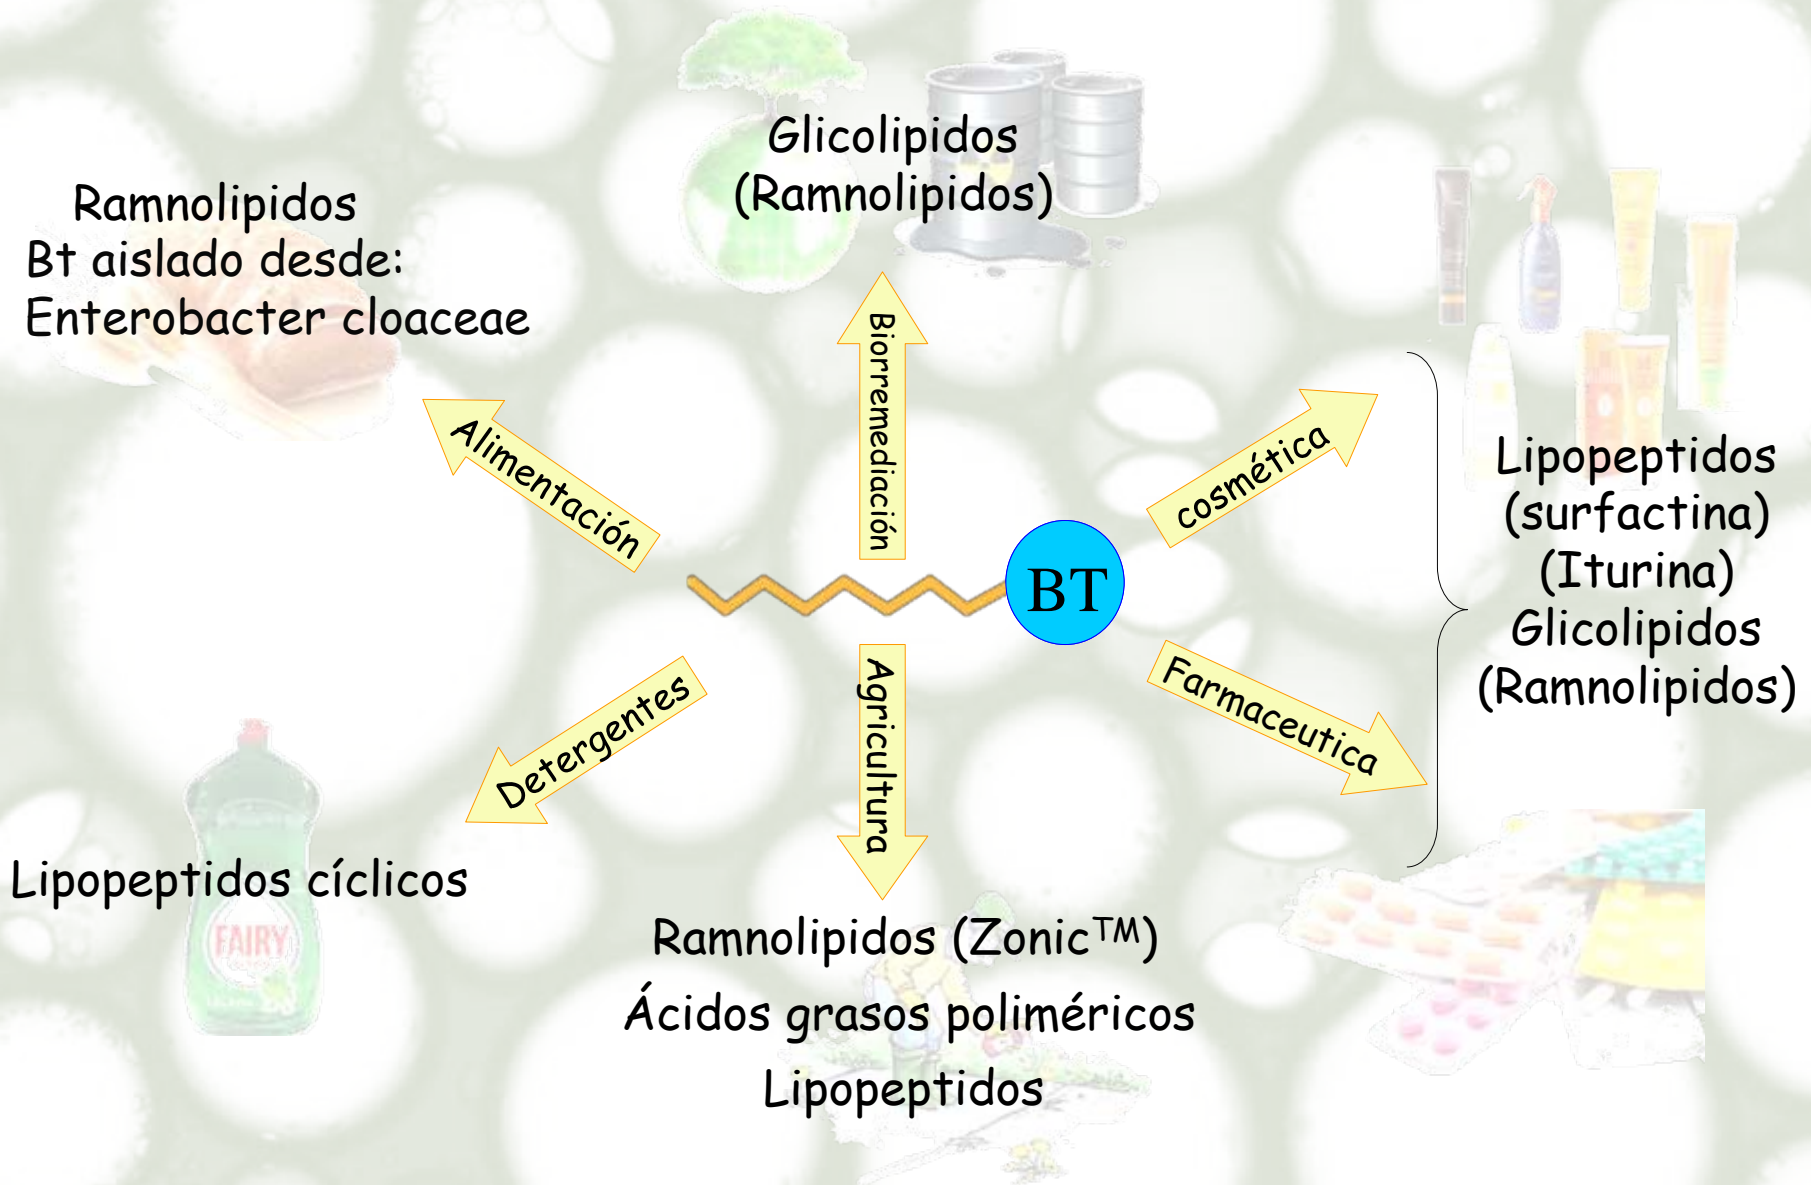 Glicolipidos
(Ramnolipidos)
Ramnolipidos
Bt aislado desde:
Enterobacter cloaceae
Biorremediación
Alimentación
cosmética
Lipopeptidos
(surfactina)
(Iturina)
Glicolipidos
(Ramnolipidos)
BT
Detergentes
Agricultura
Farmaceutica
Lipopeptidos cíclicos
FAIRY
Ramnolipidos (Zonic™)
Ácidos grasos poliméricos
Lipopeptidos